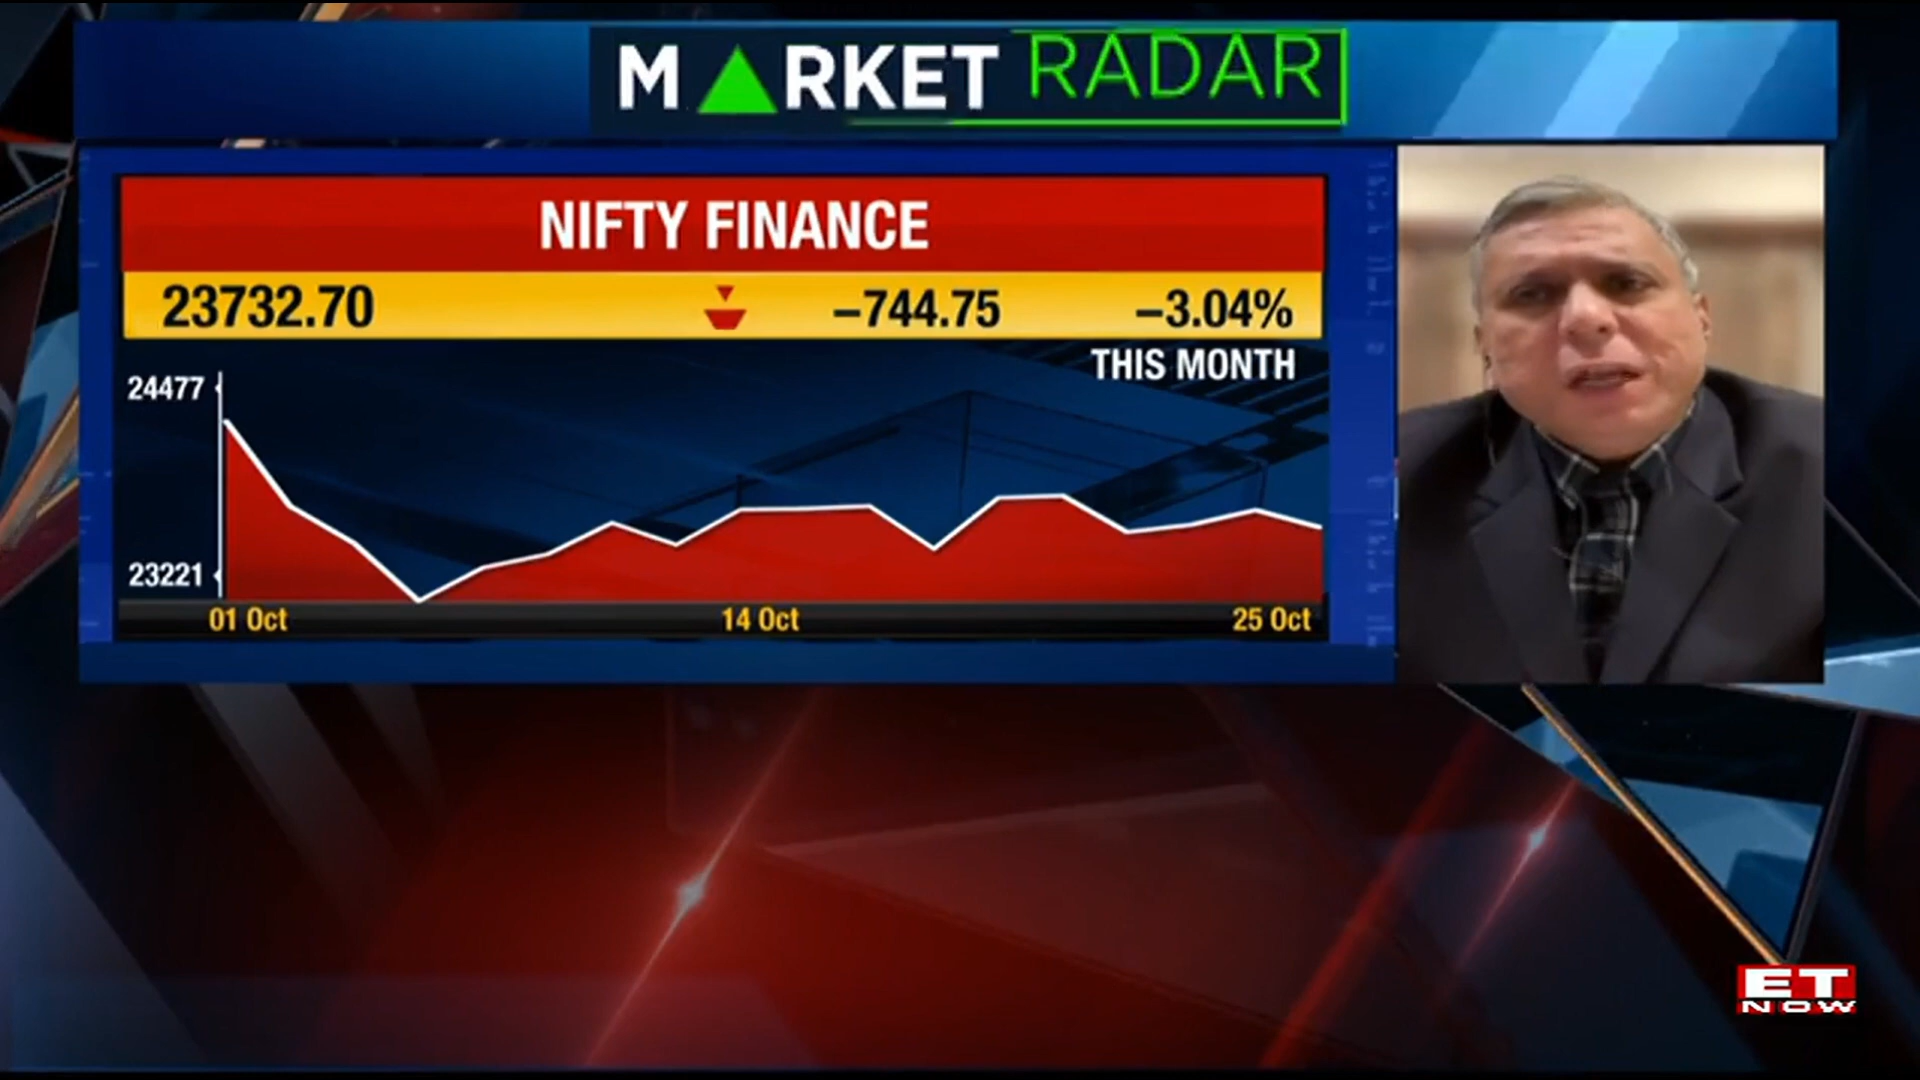 MARKET RADAR
NIFTY FINANCE
23732.70 –744.75 –3.04%
THIS MONTH
24477
23221
01 Oct 14 Oct 25 Oct
ET
NOW